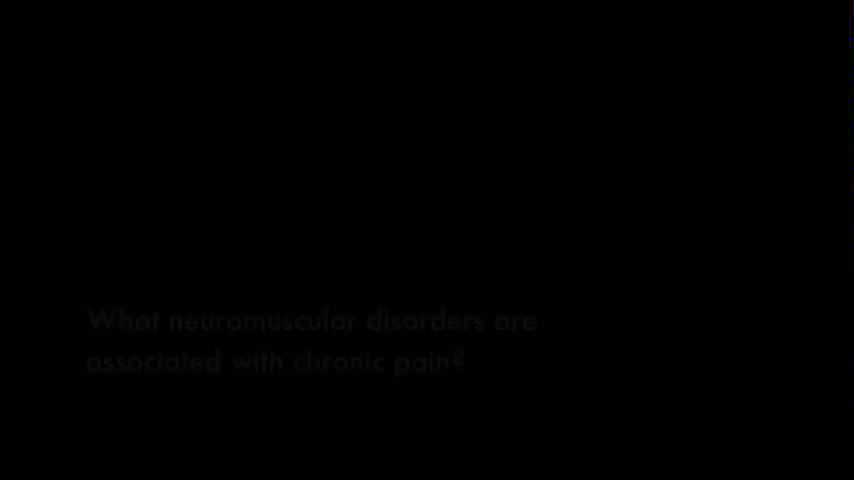 What neuromuscular disorders are
associated with chronic pain?